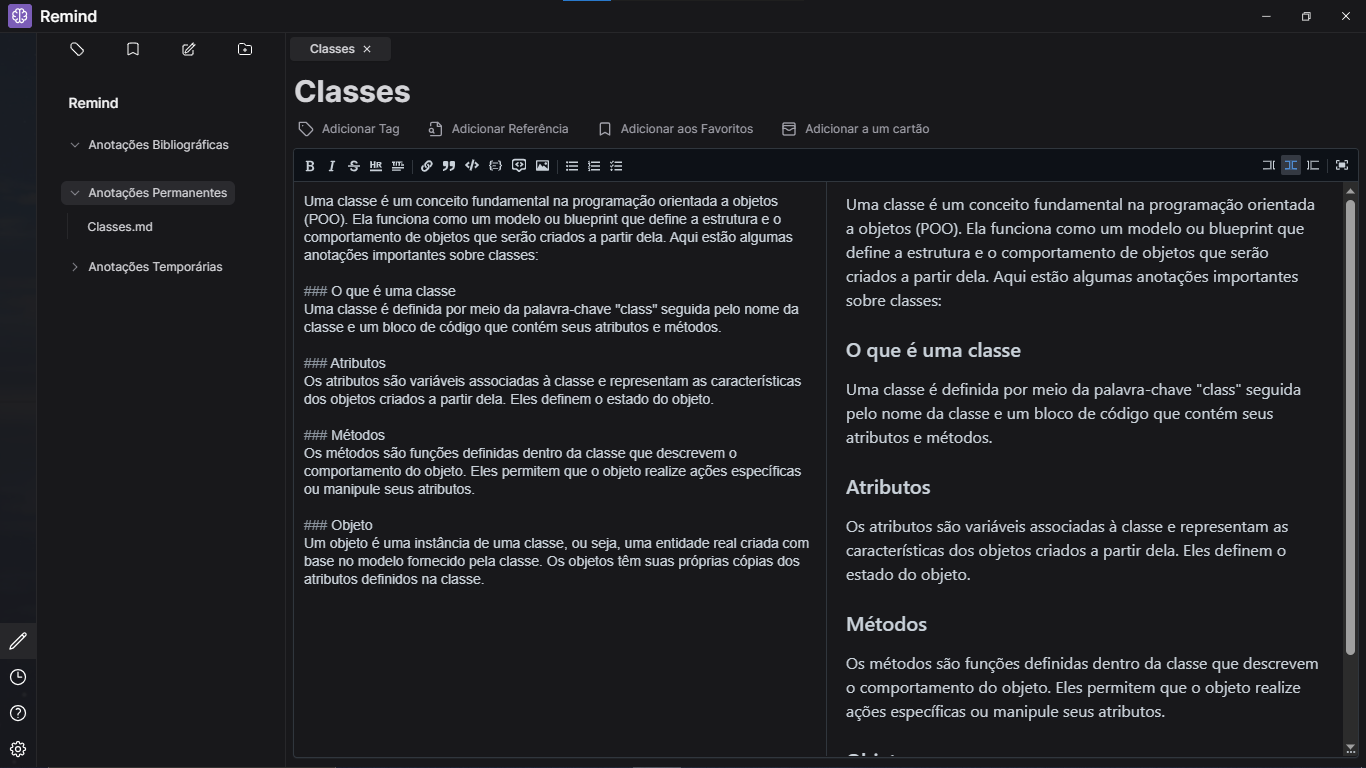 Remind
Classes
Remind
Anotações Bibliográficas
Anotações Permanentes
Classes.md
Anotações Temporárias
Classes
Adicionar Tag
Adicionar Referência
Adicionar aos Favoritos
Adicionar a um cartão
Uma classe é um conceito fundamental na programação orientada a objetos
(POO). Ela funciona como um modelo ou blueprint que define a estrutura e o
comportamento de objetos que serão criados a partir dela. Aqui estão algumas
anotações importantes sobre classes:
### O que é uma classe
Uma classe é definida por meio da palavra-chave "class" seguida pelo nome da
classe e um bloco de código que contém seus atributos e métodos.
### Atributos
Os atributos são variáveis associadas à classe e representam as características
dos objetos criados a partir dela. Eles definem o estado do objeto.
### Métodos
Os métodos são funções definidas dentro da classe que descrevem o
comportamento do objeto. Eles permitem que o objeto realize ações específicas
ou manipule seus atributos.
### Objeto
Um objeto é uma instância de uma classe, ou seja, uma entidade real criada com
base no modelo fornecido pela classe. Os objetos têm suas próprias cópias dos
atributos definidos na classe.
Uma classe é um conceito fundamental na programação orientada
a objetos (POO). Ela funciona como um modelo ou blueprint que
define a estrutura e o comportamento de objetos que serão
criados a partir dela. Aqui estão algumas anotações importantes
sobre classes:
O que é uma classe
Uma classe é definida por meio da palavra-chave "class" seguida
pelo nome da classe e um bloco de código que contém seus
atributos e métodos.
Atributos
Os atributos são variáveis associadas à classe e representam as
características dos objetos criados a partir dela. Eles definem o
estado do objeto.
Métodos
Os métodos são funções definidas dentro da classe que descrevem
o comportamento do objeto. Eles permitem que o objeto realize
ações específicas ou manipule seus atributos.